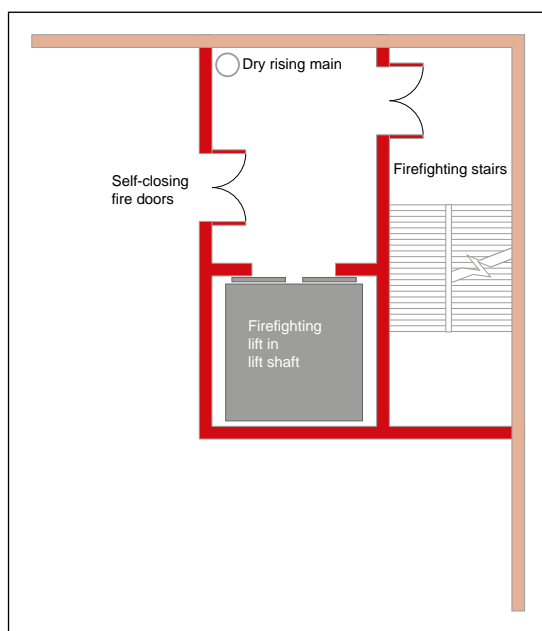 Dry rising main
Self-closing
fire doors
Firefighting stairs
Firefighting
lift in
lift shaft